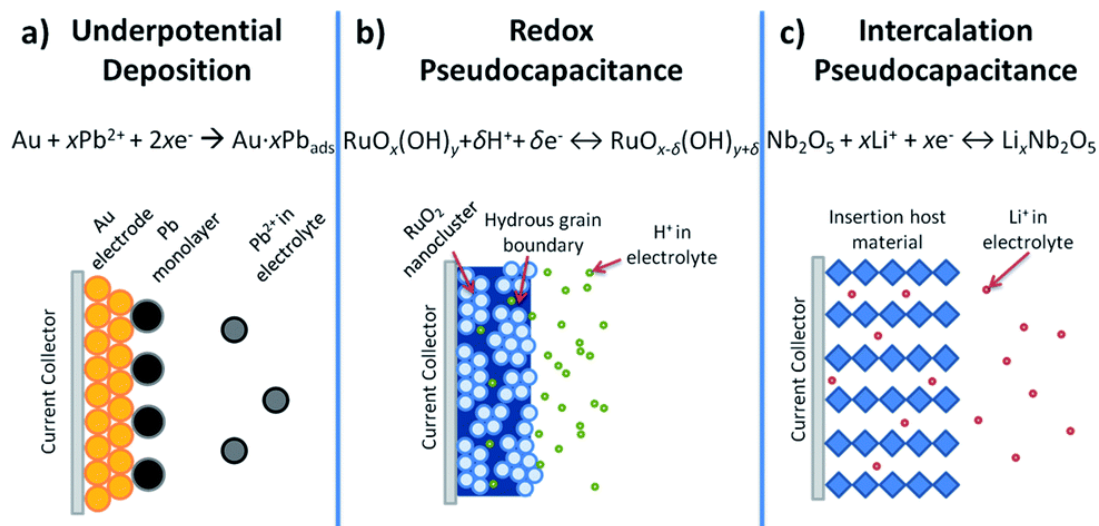 a) Underpotential
Deposition
Au + xPb²⁺ + 2xe⁻ → Au·xPb_ads
Au
electrode
Pb
monolayer
Pb²⁺ in
electrolyte
Current Collector
b) Redox
Pseudocapacitance
RuOₓ(OH)ᵧ+δH⁺ + δe⁻ ↔ RuOₓ₋δ(OH)ᵧ₊δ
RuO₂
nanocluster
Hydrous grain
boundary
H⁺ in
electrolyte
Current Collector
c) Intercalation
Pseudocapacitance
Nb₂O₅ + xLi⁺ + xe⁻ ↔ LiₓNb₂O₅
Insertion host
material
Li⁺ in
electrolyte
Current Collector